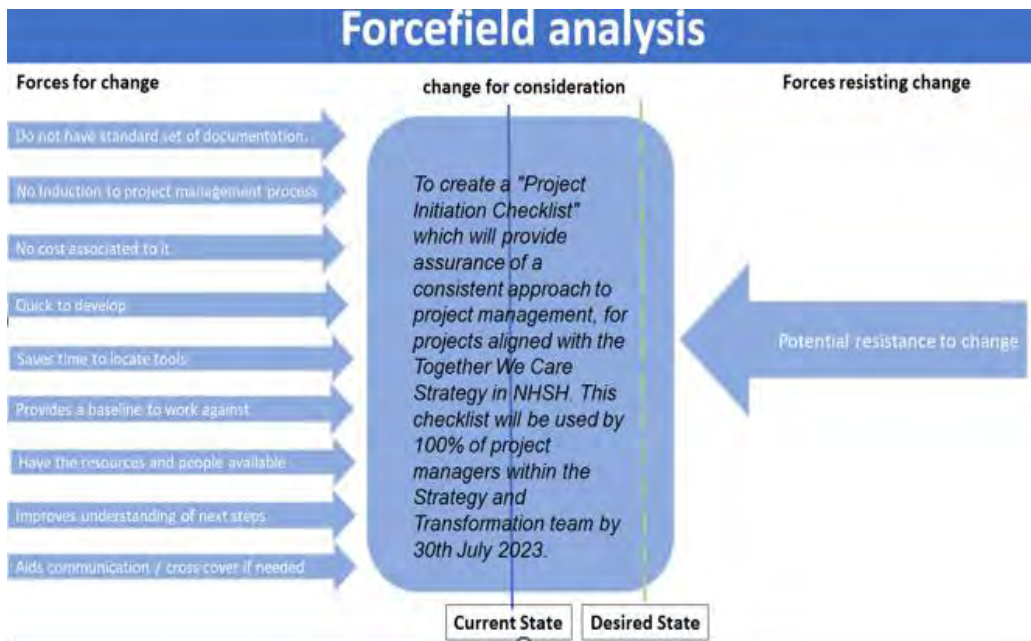 Forcefield analysis
Forces for change
change for consideration
Forces resisting change
Do not have standard set of documentation.
No Induction to project management process
No cost associated to it
Quick to develop
Saves time to locate tools
Provides a baseline to work against
Have the resources and people available
Improves understanding of next steps
Aids communication / cross cover if needed
To create a "Project
Initiation Checklist"
which will provide
assurance of a
consistent approach to
project management, for
projects aligned with the
Together We Care
Strategy in NHSH. This
checklist will be used by
100% of project
managers within the
Strategy and
Transformation team by
30th July 2023.
Potential resistance to change
Current State
Desired State